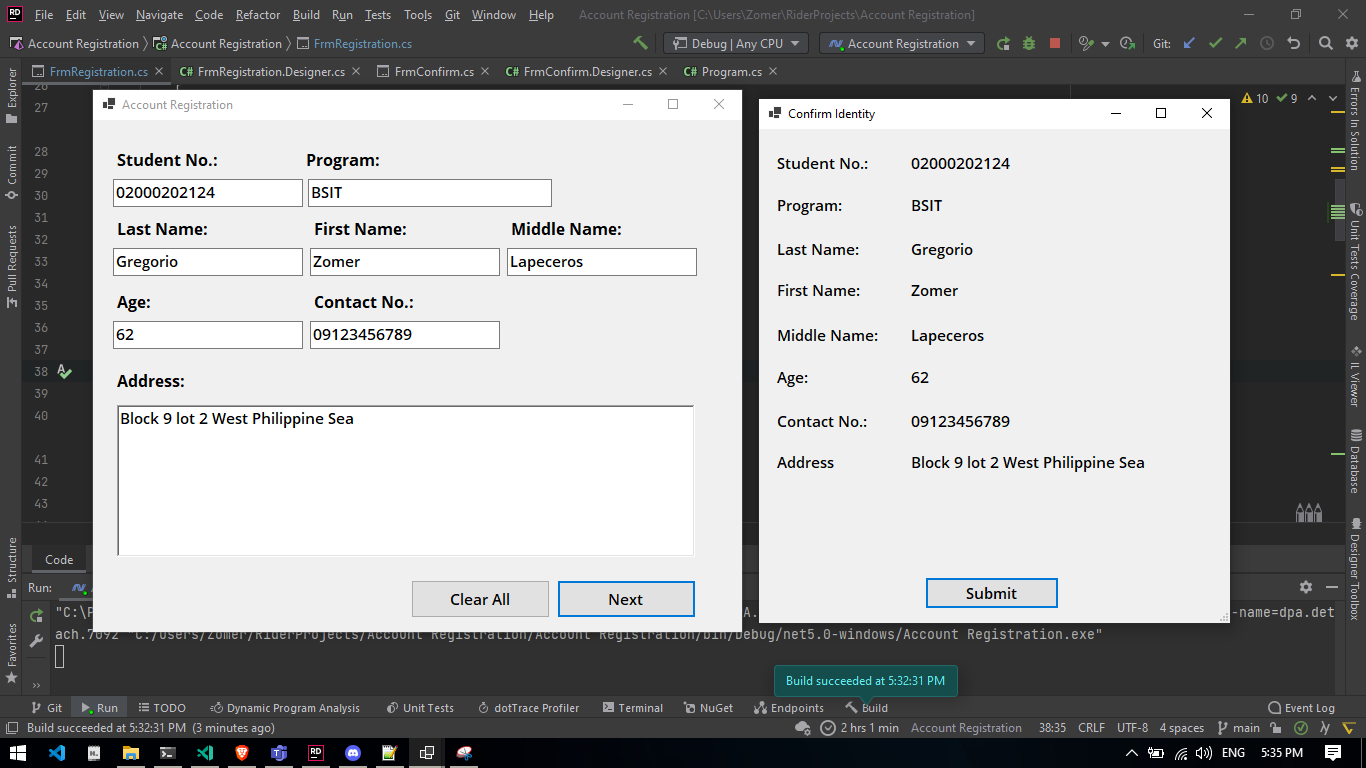 File Edit View Navigate Code Refactor Build Run Tests Tools Git Window Help Account Registration [C:\Users\Zomer\RiderProjects\Account Registration]
Account Registration Account Registration FrmRegistration.cs Debug | Any CPU Account Registration Git:
FrmRegistration.cs FrmRegistration.Designer.cs FrmConfirm.cs FrmConfirm.Designer.cs Program.cs
Explorer
Commit
Pull Requests
Structure
Favorites
26
27
28
29
30
31
32
33
34
35
36
37
38
39
40
41
42
43
Account Registration
Student No.: Program:
02000202124 BSIT
Last Name: First Name: Middle Name:
Gregorio Zomer Lapeceros
Age: Contact No.:
62 09123456789
Address:
Block 9 lot 2 West Philippine Sea
Clear All Next
Confirm Identity
Student No.: 02000202124
Program: BSIT
Last Name: Gregorio
First Name: Zomer
Middle Name: Lapeceros
Age: 62
Contact No.: 09123456789
Address Block 9 lot 2 West Philippine Sea
Submit
10 9
Errors In Solution
Unit Tests Coverage
IL Viewer
Database
Designer Toolbox
Code
Run:
"C:\P
-name=dpa.det
ach.7092 "C:/Users/Zomer/RiderProjects/Account Registration/Account Registration/bin/Debug/net5.0-windows/Account Registration.exe"
Build succeeded at 5:32:31 PM
Git Run TODO Dynamic Program Analysis Unit Tests dotTrace Profiler Terminal NuGet Endpoints Build Event Log
Build succeeded at 5:32:31 PM (3 minutes ago) 2 hrs 1 min Account Registration 38:35 CRLF UTF-8 4 spaces main
ENG 5:35 PM